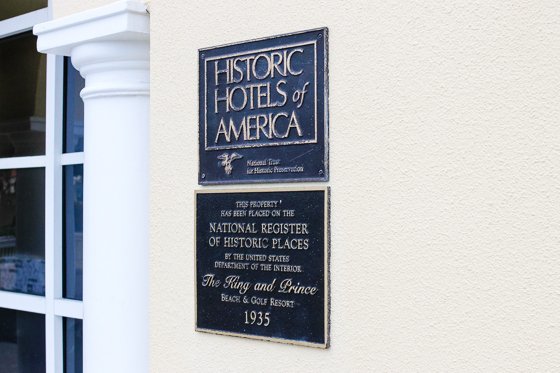 HISTORIC
HOTELS of
AMERICA
National Trust
for Historic Preservation
THIS PROPERTY
HAS BEEN PLACED ON THE
NATIONAL REGISTER
OF HISTORIC PLACES
BY THE UNITED STATES
DEPARTMENT OF THE INTERIOR
The King and Prince
BEACH & GOLF RESORT
1935